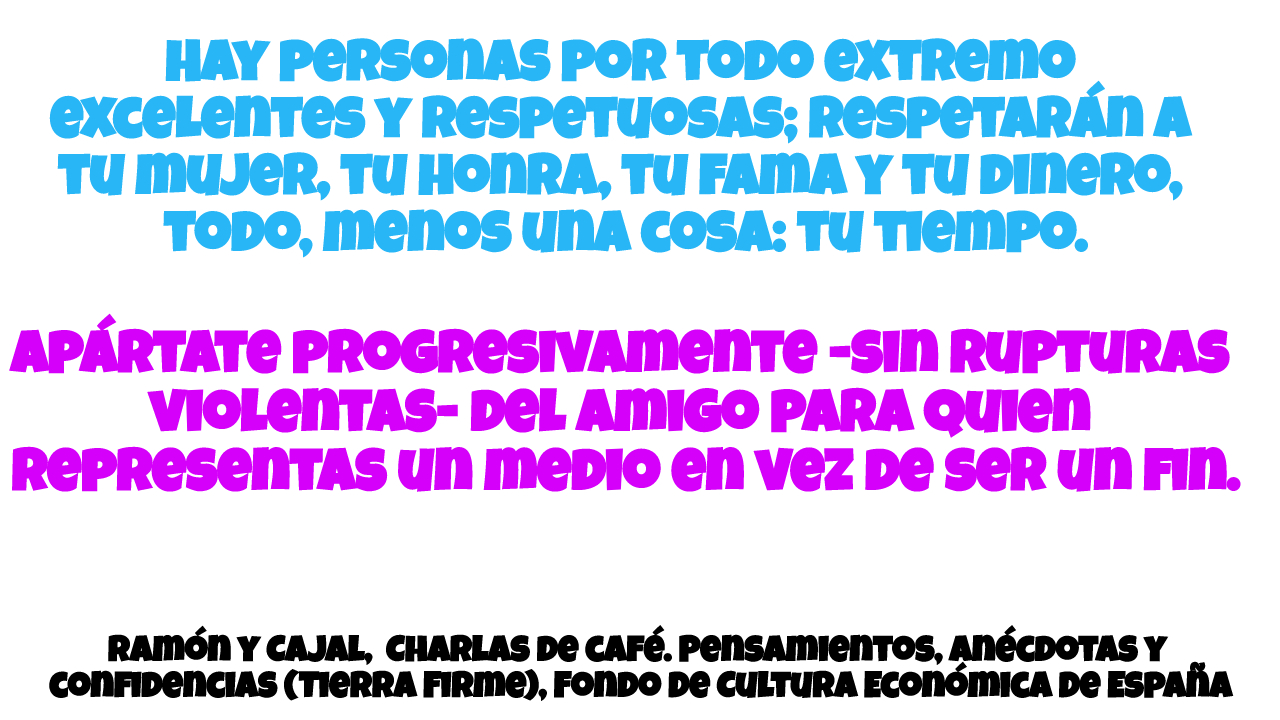 Hay personas por todo extremo
excelentes y respetuosas; respetarán a
tu mujer, tu honra, tu fama y tu dinero,
todo, menos una cosa: tu tiempo.
Apártate progresivamente -sin rupturas
violentas- del amigo para quien
representas un medio en vez de ser un fin.
Ramón y Cajal, Charlas de café. Pensamientos, anécdotas y
confidencias (Tierra Firme), Fondo de Cultura Económica de España